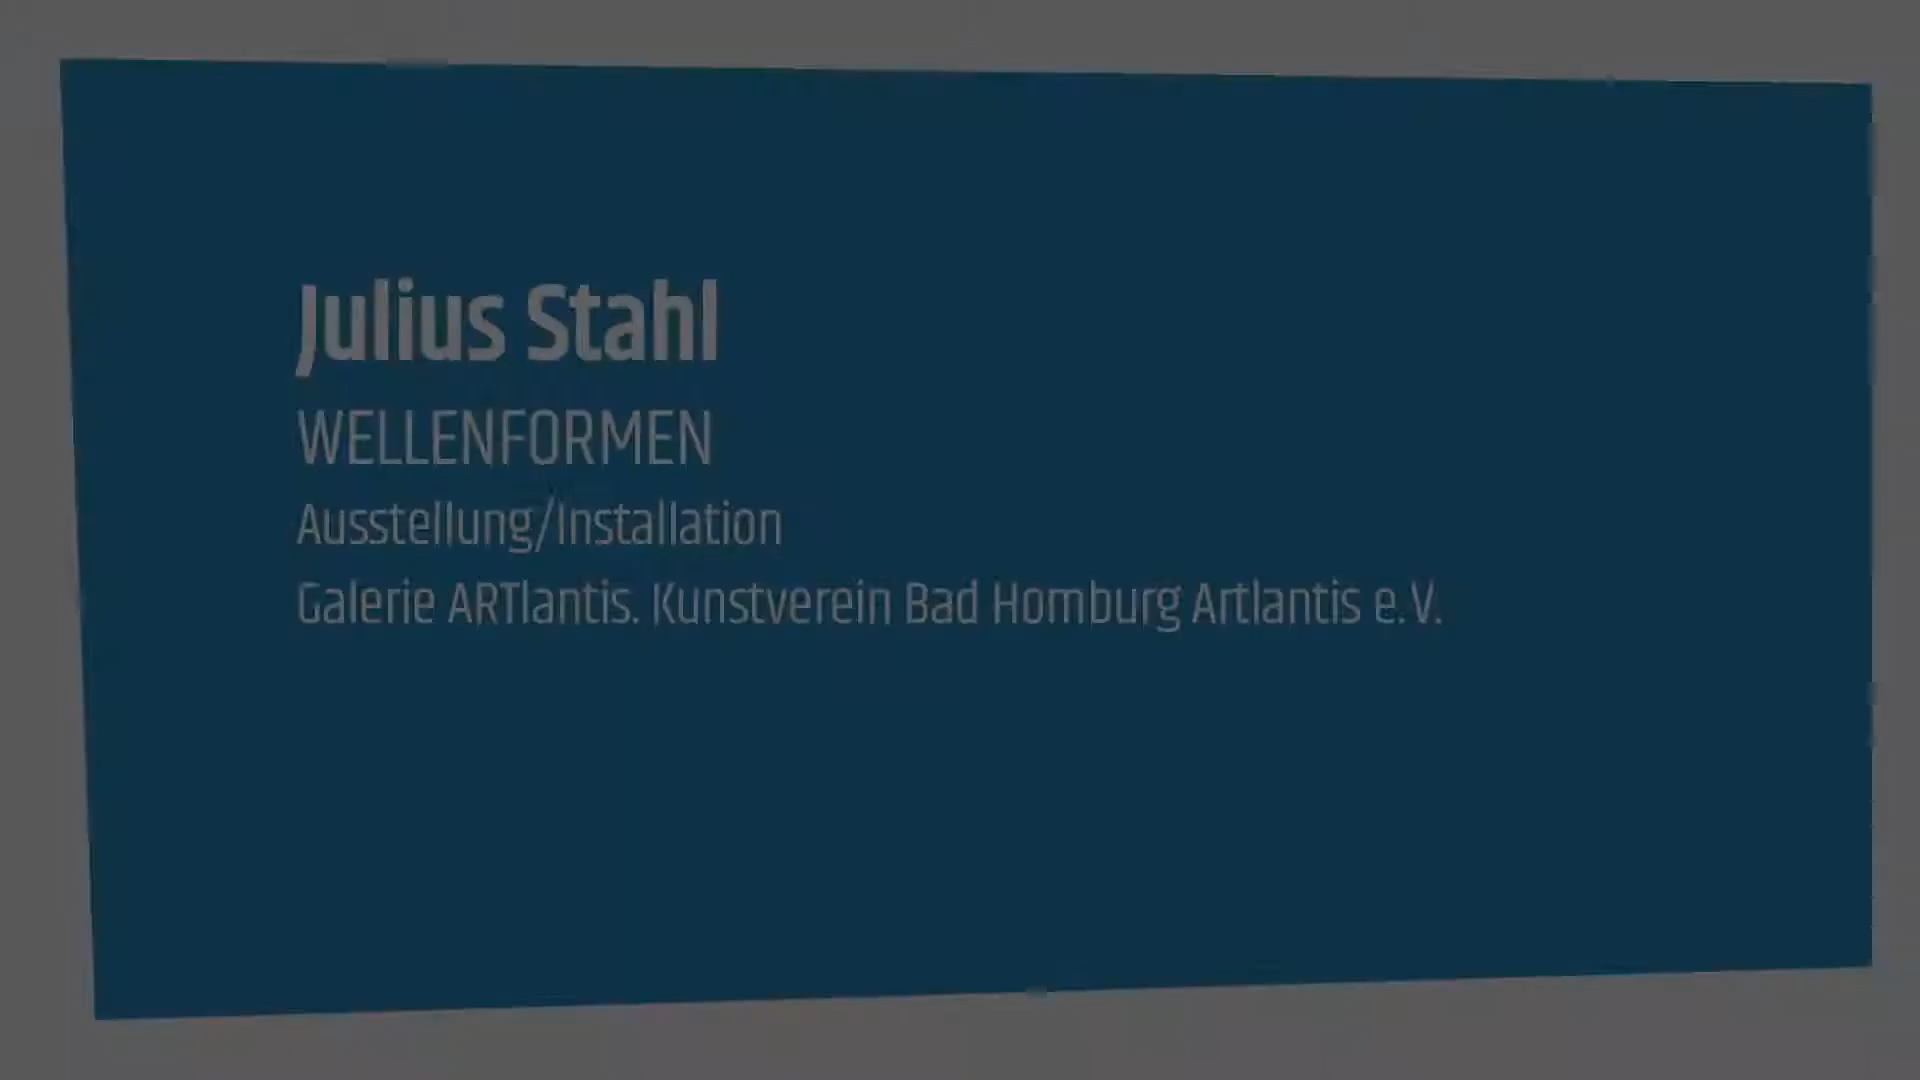 Julius Stahl
WELLENFORMEN
Ausstellung/Installation
Galerie ARTlantis. Kunstverein Bad Homburg Artlantis e.V.